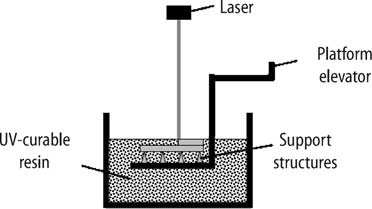 Laser
Platform
elevator
UV-curable
resin
Support
structures